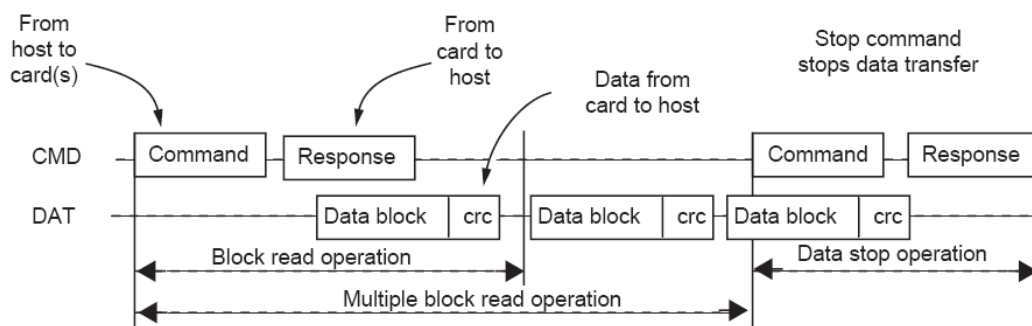 From
host to
card(s)
From
card to
host
Data from
card to host
Stop command
stops data transfer
CMD
Command
Response
Command
Response
DAT
Data block
crc
Data block
crc
Data block
crc
Block read operation
Data stop operation
Multiple block read operation